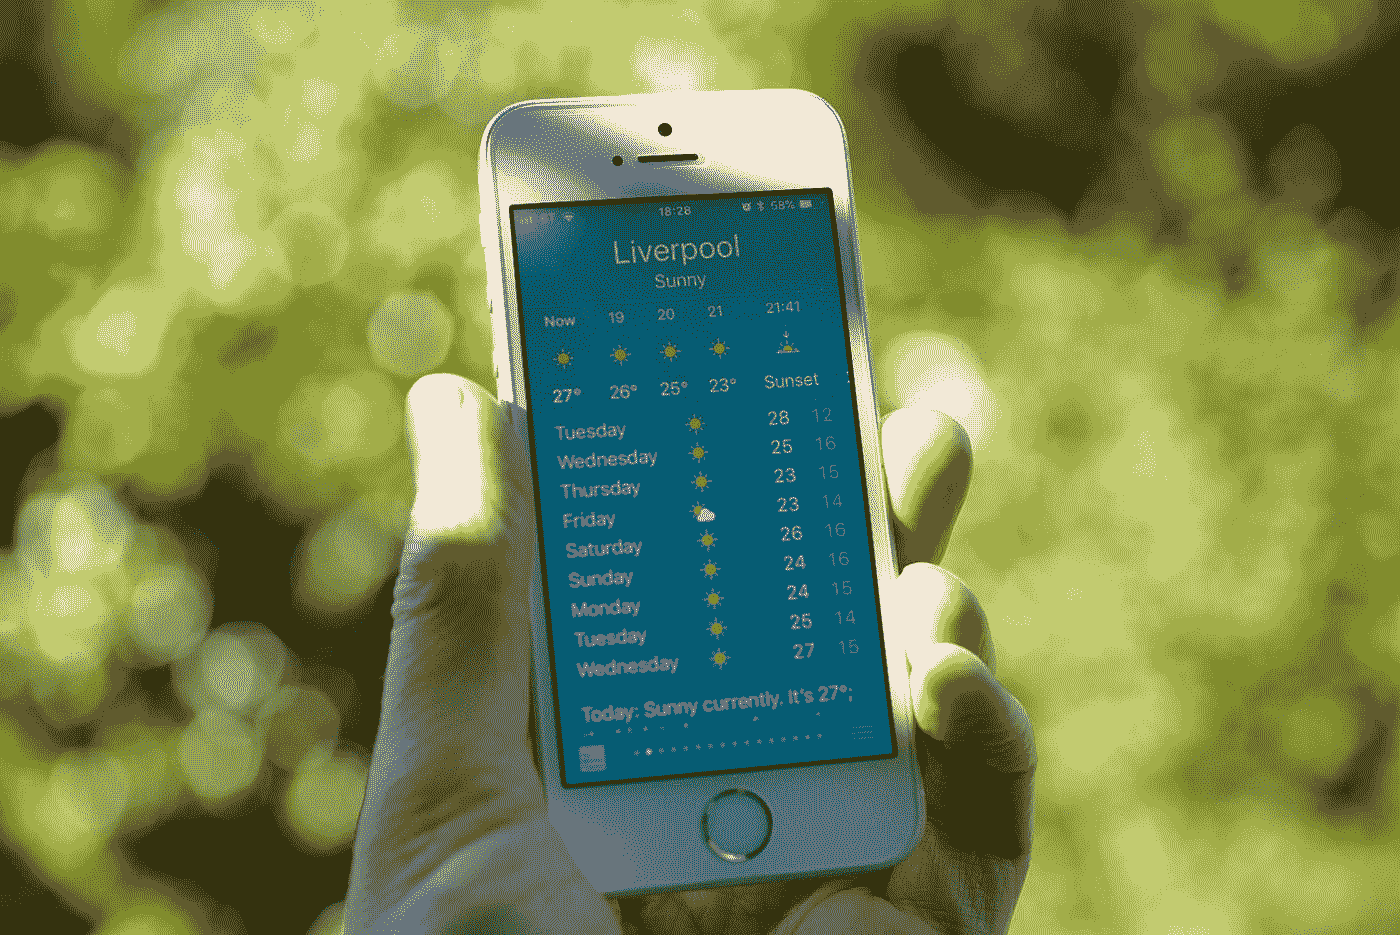 18:28 58%
Liverpool
Sunny
Now 19 20 21 21:41
27° 26° 25° 23° Sunset
Tuesday 28 12
Wednesday 25 16
Thursday 23 15
Friday 23 14
Saturday 26 16
Sunday 24 16
Monday 24 15
Tuesday 25 14
Wednesday 27 15
Today: Sunny currently. It's 27°;